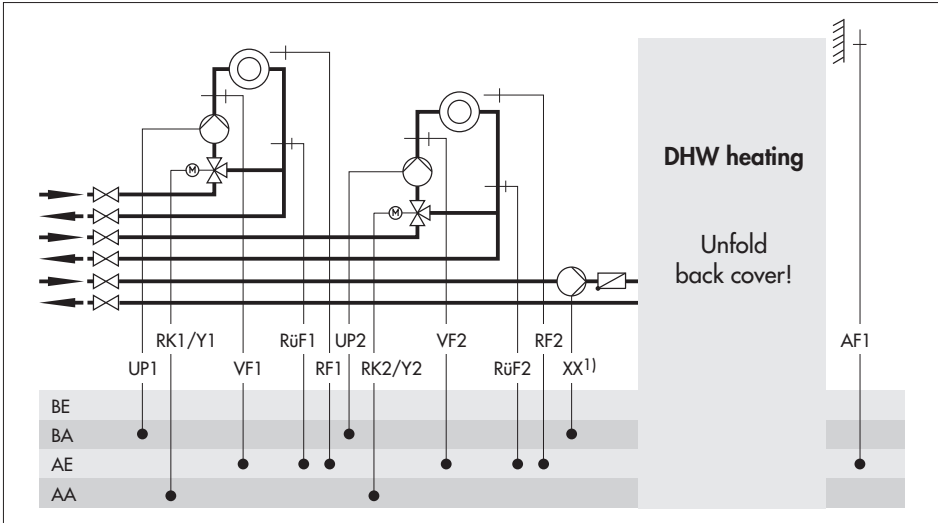 DHW heating
Unfold
back cover!
M
M
RK1/Y1 RüF1 UP2 VF2 RF2 AF1
UP1 VF1 RF1 RK2/Y2 RüF2 XX1)
BE
BA
AE
AA